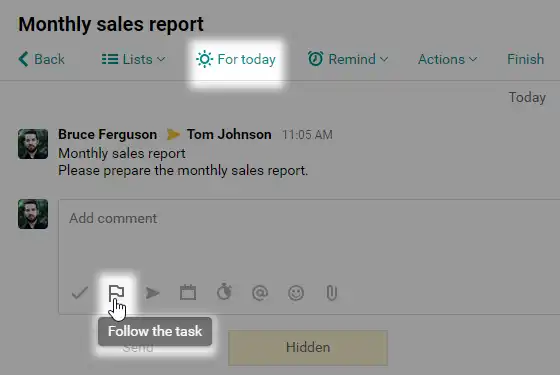 Monthly sales report
Back Lists For today Remind Actions Finish
Today
Bruce Ferguson Tom Johnson 11:05 AM
Monthly sales report
Please prepare the monthly sales report.
Add comment
Follow the task
Send Hidden